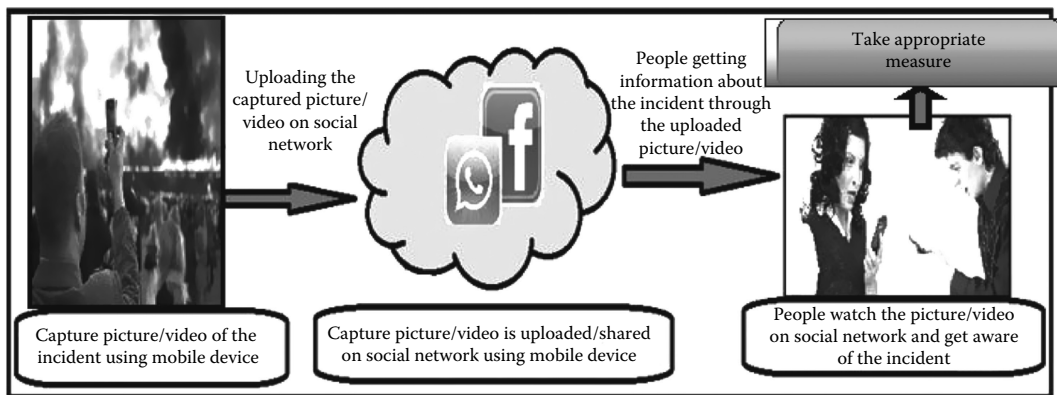 Uploading the
captured picture/
video on social
network
People getting
information about
the incident through
the uploaded
picture/video
Take appropriate
measure
f
Capture picture/video of the
incident using mobile device
Capture picture/video is uploaded/shared
on social network using mobile device
People watch the picture/video
on social network and get aware
of the incident